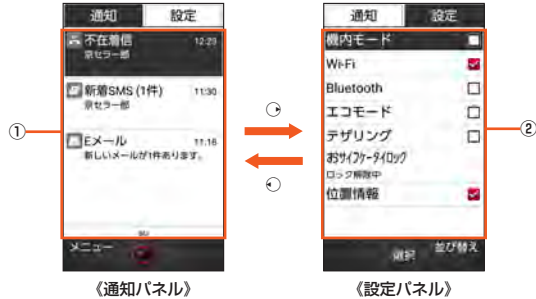 通知 設定
不在着信 12:23
京セラ一郎
新着SMS (1件) 11:30
京セラ一郎
Eメール 11:16
新しいメールが1件あります。
メニュー
《通知パネル》
①
通知 設定
機内モード
Wi-Fi
Bluetooth
エコモード
テザリング
おサイフケータイロック
ロック解除中
位置情報
選択 並び替え
《設定パネル》
②